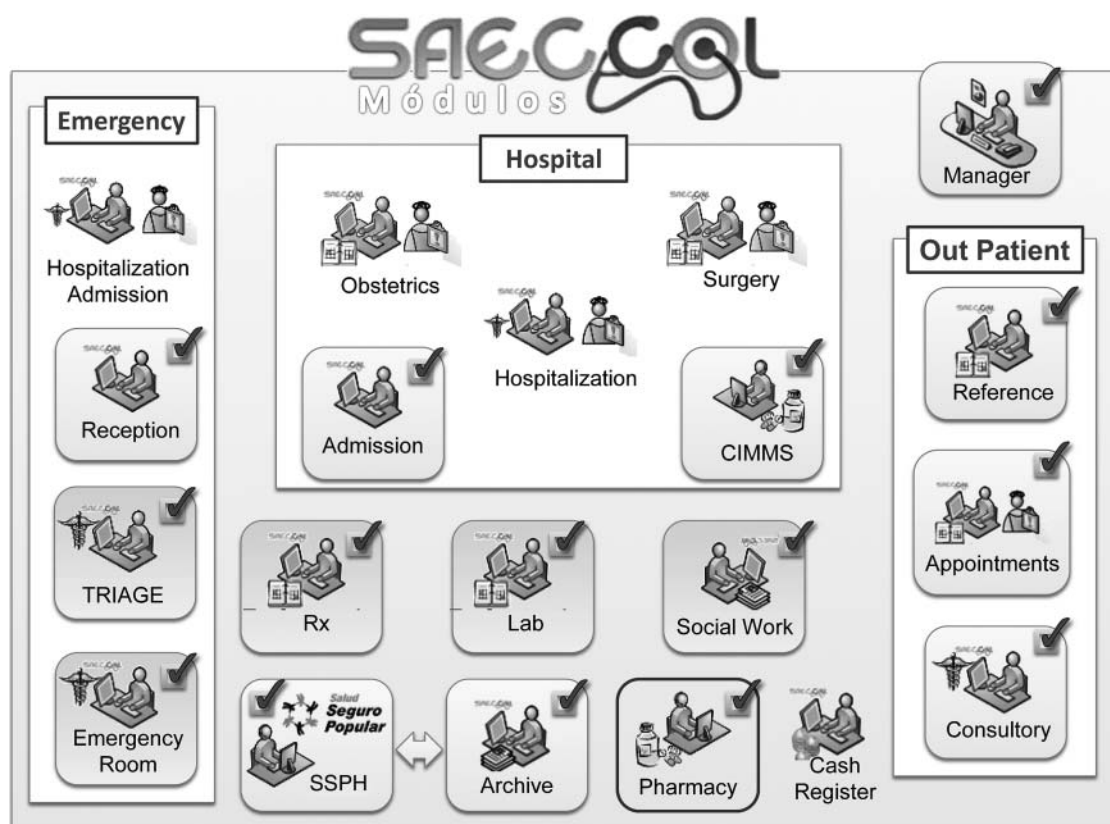 SAECCOL
Módulos
Emergency
Hospitalization
Admission
Reception
TRIAGE
Emergency
Room
Hospital
Obstetrics
Surgery
Hospitalization
Admission
CIMMS
Rx
Lab
Social Work
Salud
Seguro
Popular
SSPH
Archive
Pharmacy
Cash
Register
Manager
Out Patient
Reference
Appointments
Consultory